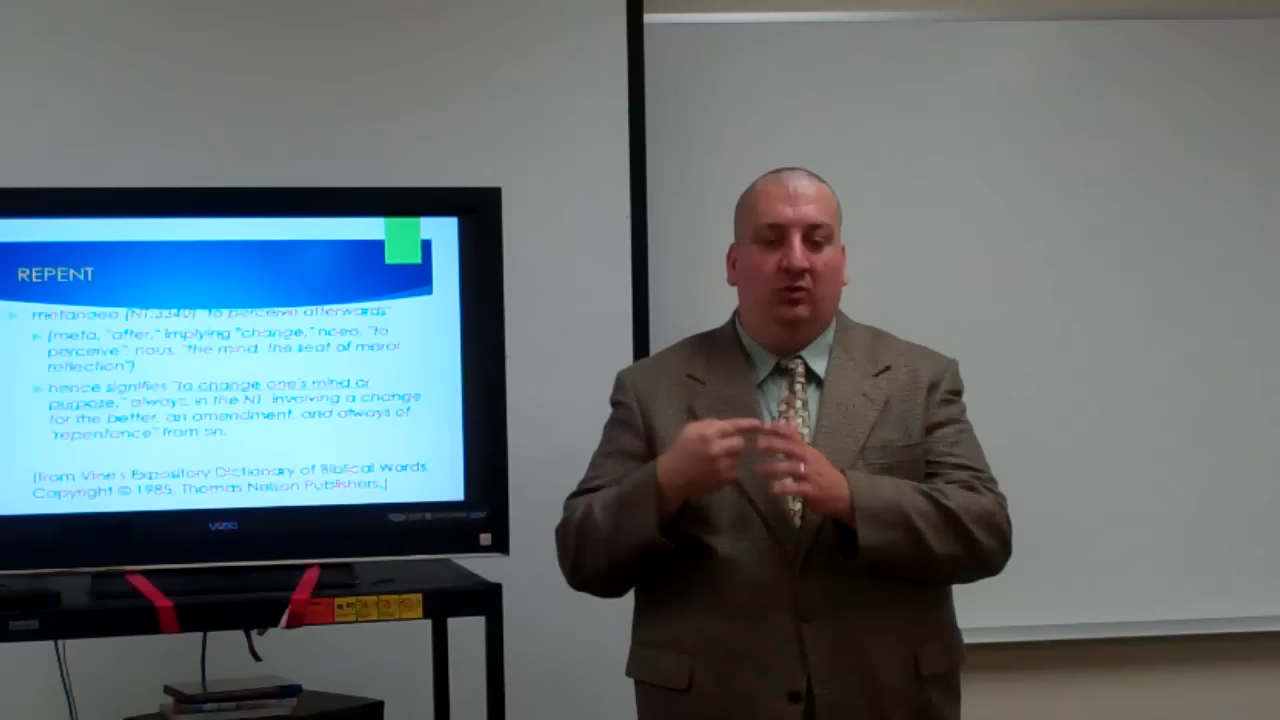 REPENT
metanoeo (NT:3340) "to perceive afterwards"
(meta, "after," implying "change," noeo, "to
perceive"; nous, "the mind, the seat of moral
reflection")
hence signifies "to change one's mind or
purpose," always, in the NT, involving a change
for the better, an amendment, and always of
"repentance" from sin.
(from Vine's Expository Dictionary of Biblical Words,
Copyright © 1985, Thomas Nelson Publishers.)
VIZIO